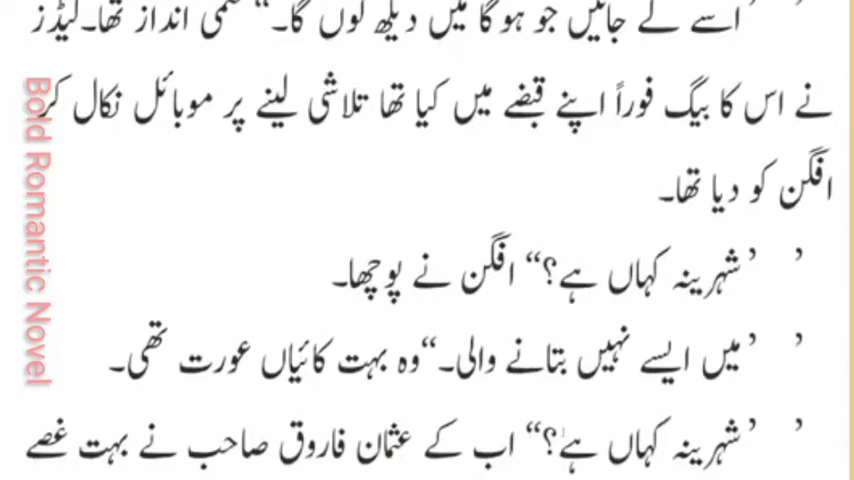 ’ ’اسے لے جائیں جو ہوگا میں دیکھ لوں گا۔“ حتمی انداز تھا۔لیڈز
نے اس کا بیگ فوراً اپنے قبضے میں کیا تھا تلاشی لینے پر موبائل نکال کر
افگن کو دیا تھا۔
’ ’شہرینہ کہاں ہے؟“ افگن نے پوچھا۔
’ ’میں ایسے نہیں بتانے والی۔“وہ بہت کائیاں عورت تھی۔
’ ’شہرینہ کہاں ہے؟“ اب کے عثمان فاروق صاحب نے بہت غصے
Bold Romantic Novel